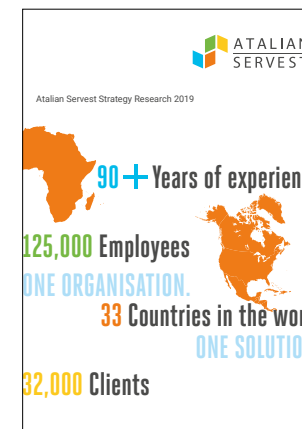 ATALIAN
SERVEST
Atalian Servest Strategy Research 2019
90 + Years of experien
125,000 Employees
ONE ORGANISATION.
33 Countries in the wor
ONE SOLUTIO
32,000 Clients